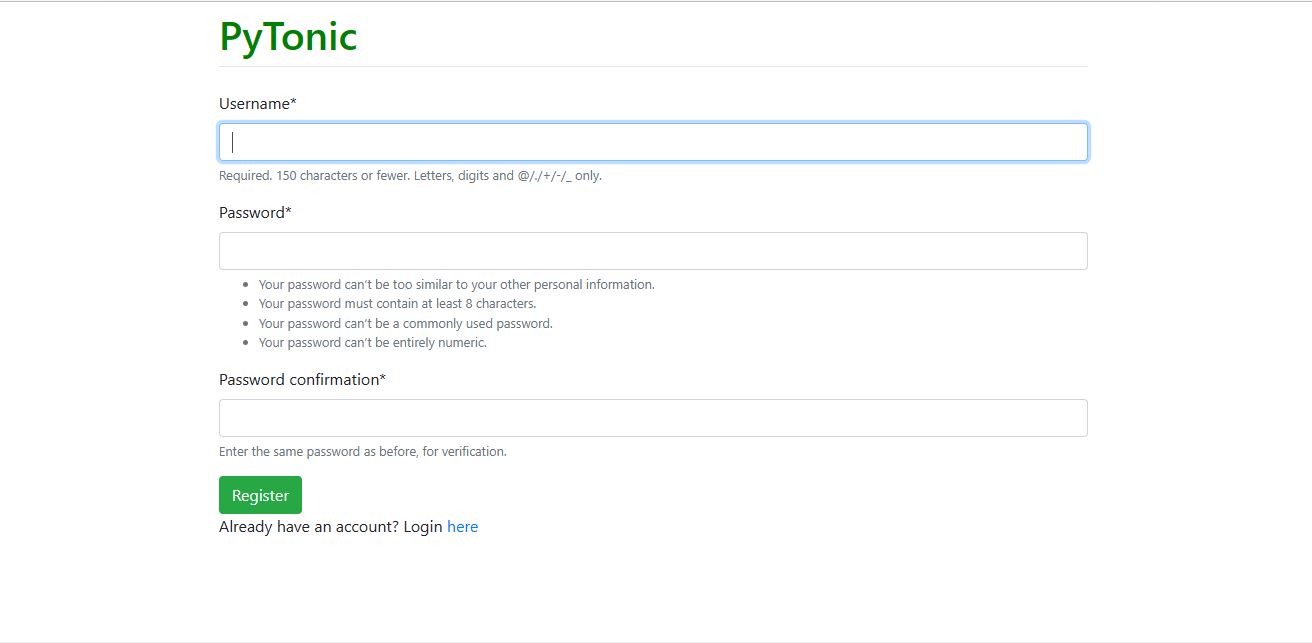 PyTonic
Username*
Required. 150 characters or fewer. Letters, digits and @/./+/-/_ only.
Password*
Your password can’t be too similar to your other personal information.
Your password must contain at least 8 characters.
Your password can’t be a commonly used password.
Your password can’t be entirely numeric.
Password confirmation*
Enter the same password as before, for verification.
Register
Already have an account? Login here